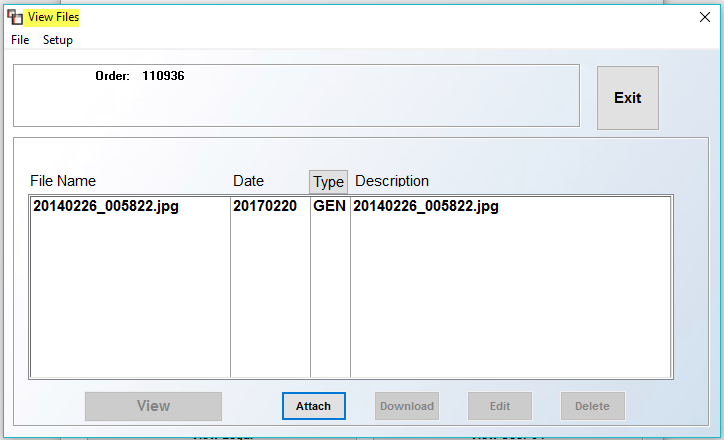 View Files
File Setup
Order: 110936
Exit
File Name Date Type Description
20140226_005822.jpg 20170220 GEN 20140226_005822.jpg
View Attach Download Edit Delete